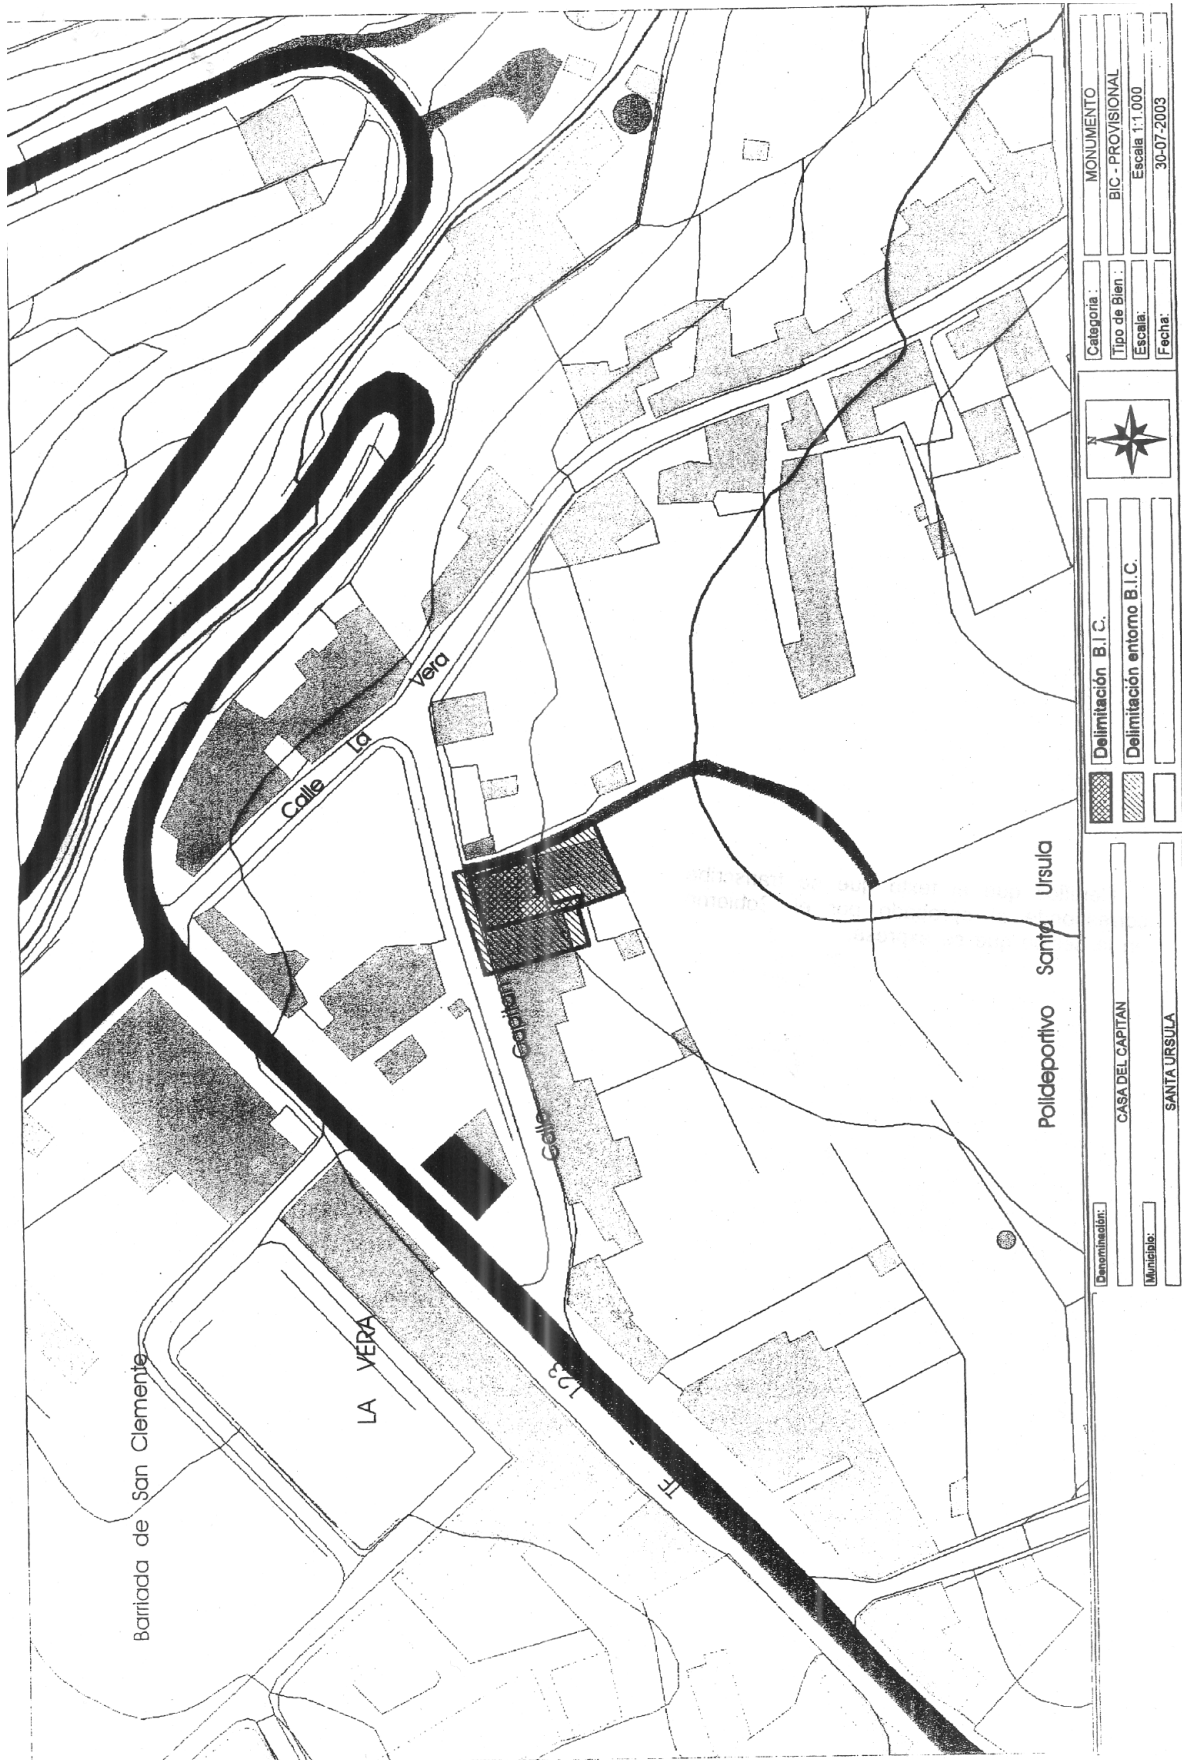 Barriada de San Clemente
LA VERA
TF
123
Calle La Vera
Calle Capitan
Polideportivo Santa Ursula
Denominación:
CASA DEL CAPITAN
Municipio:
SANTA URSULA
Delimitación B.I.C.
Delimitación entorno B.I.C.
N
Categoría:
MONUMENTO
Tipo de Bien:
BIC - PROVISIONAL
Escala:
Escala 1:1.000
Fecha:
30-07-2003